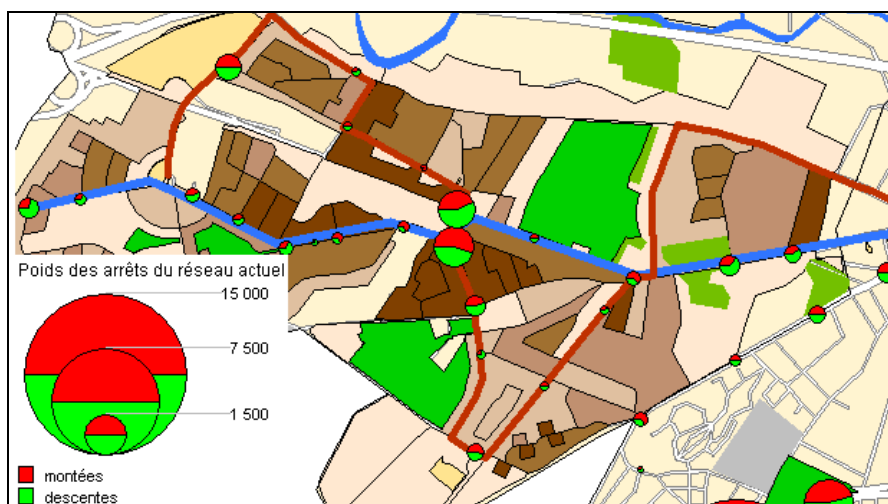 Poids des arrêts du réseau actuel
15 000
7 500
1 500
montées
descentes